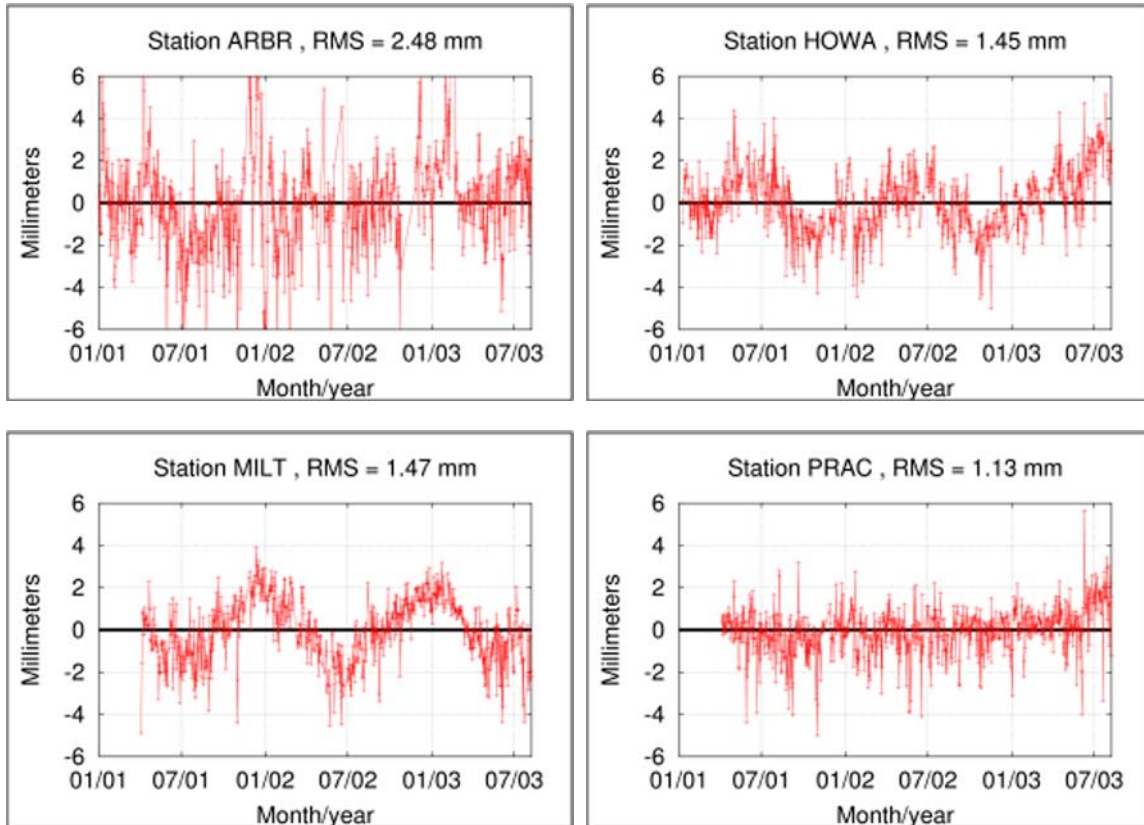 Station ARBR , RMS = 2.48 mm
Millimeters
6
4
2
0
-2
-4
-6
01/01 07/01 01/02 07/02 01/03 07/03
Month/year
Station HOWA , RMS = 1.45 mm
Millimeters
6
4
2
0
-2
-4
-6
01/01 07/01 01/02 07/02 01/03 07/03
Month/year
Station MILT , RMS = 1.47 mm
Millimeters
6
4
2
0
-2
-4
-6
01/01 07/01 01/02 07/02 01/03 07/03
Month/year
Station PRAC , RMS = 1.13 mm
Millimeters
6
4
2
0
-2
-4
-6
01/01 07/01 01/02 07/02 01/03 07/03
Month/year